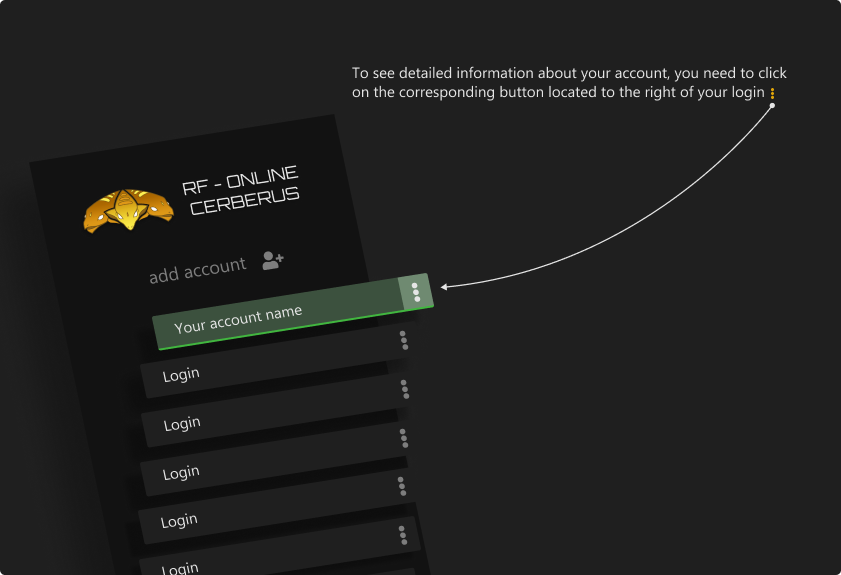 To see detailed information about your account, you need to click
on the corresponding button located to the right of your login
RF - ONLINE
CERBERUS
add account
Your account name
Login
Login
Login
Login
Login